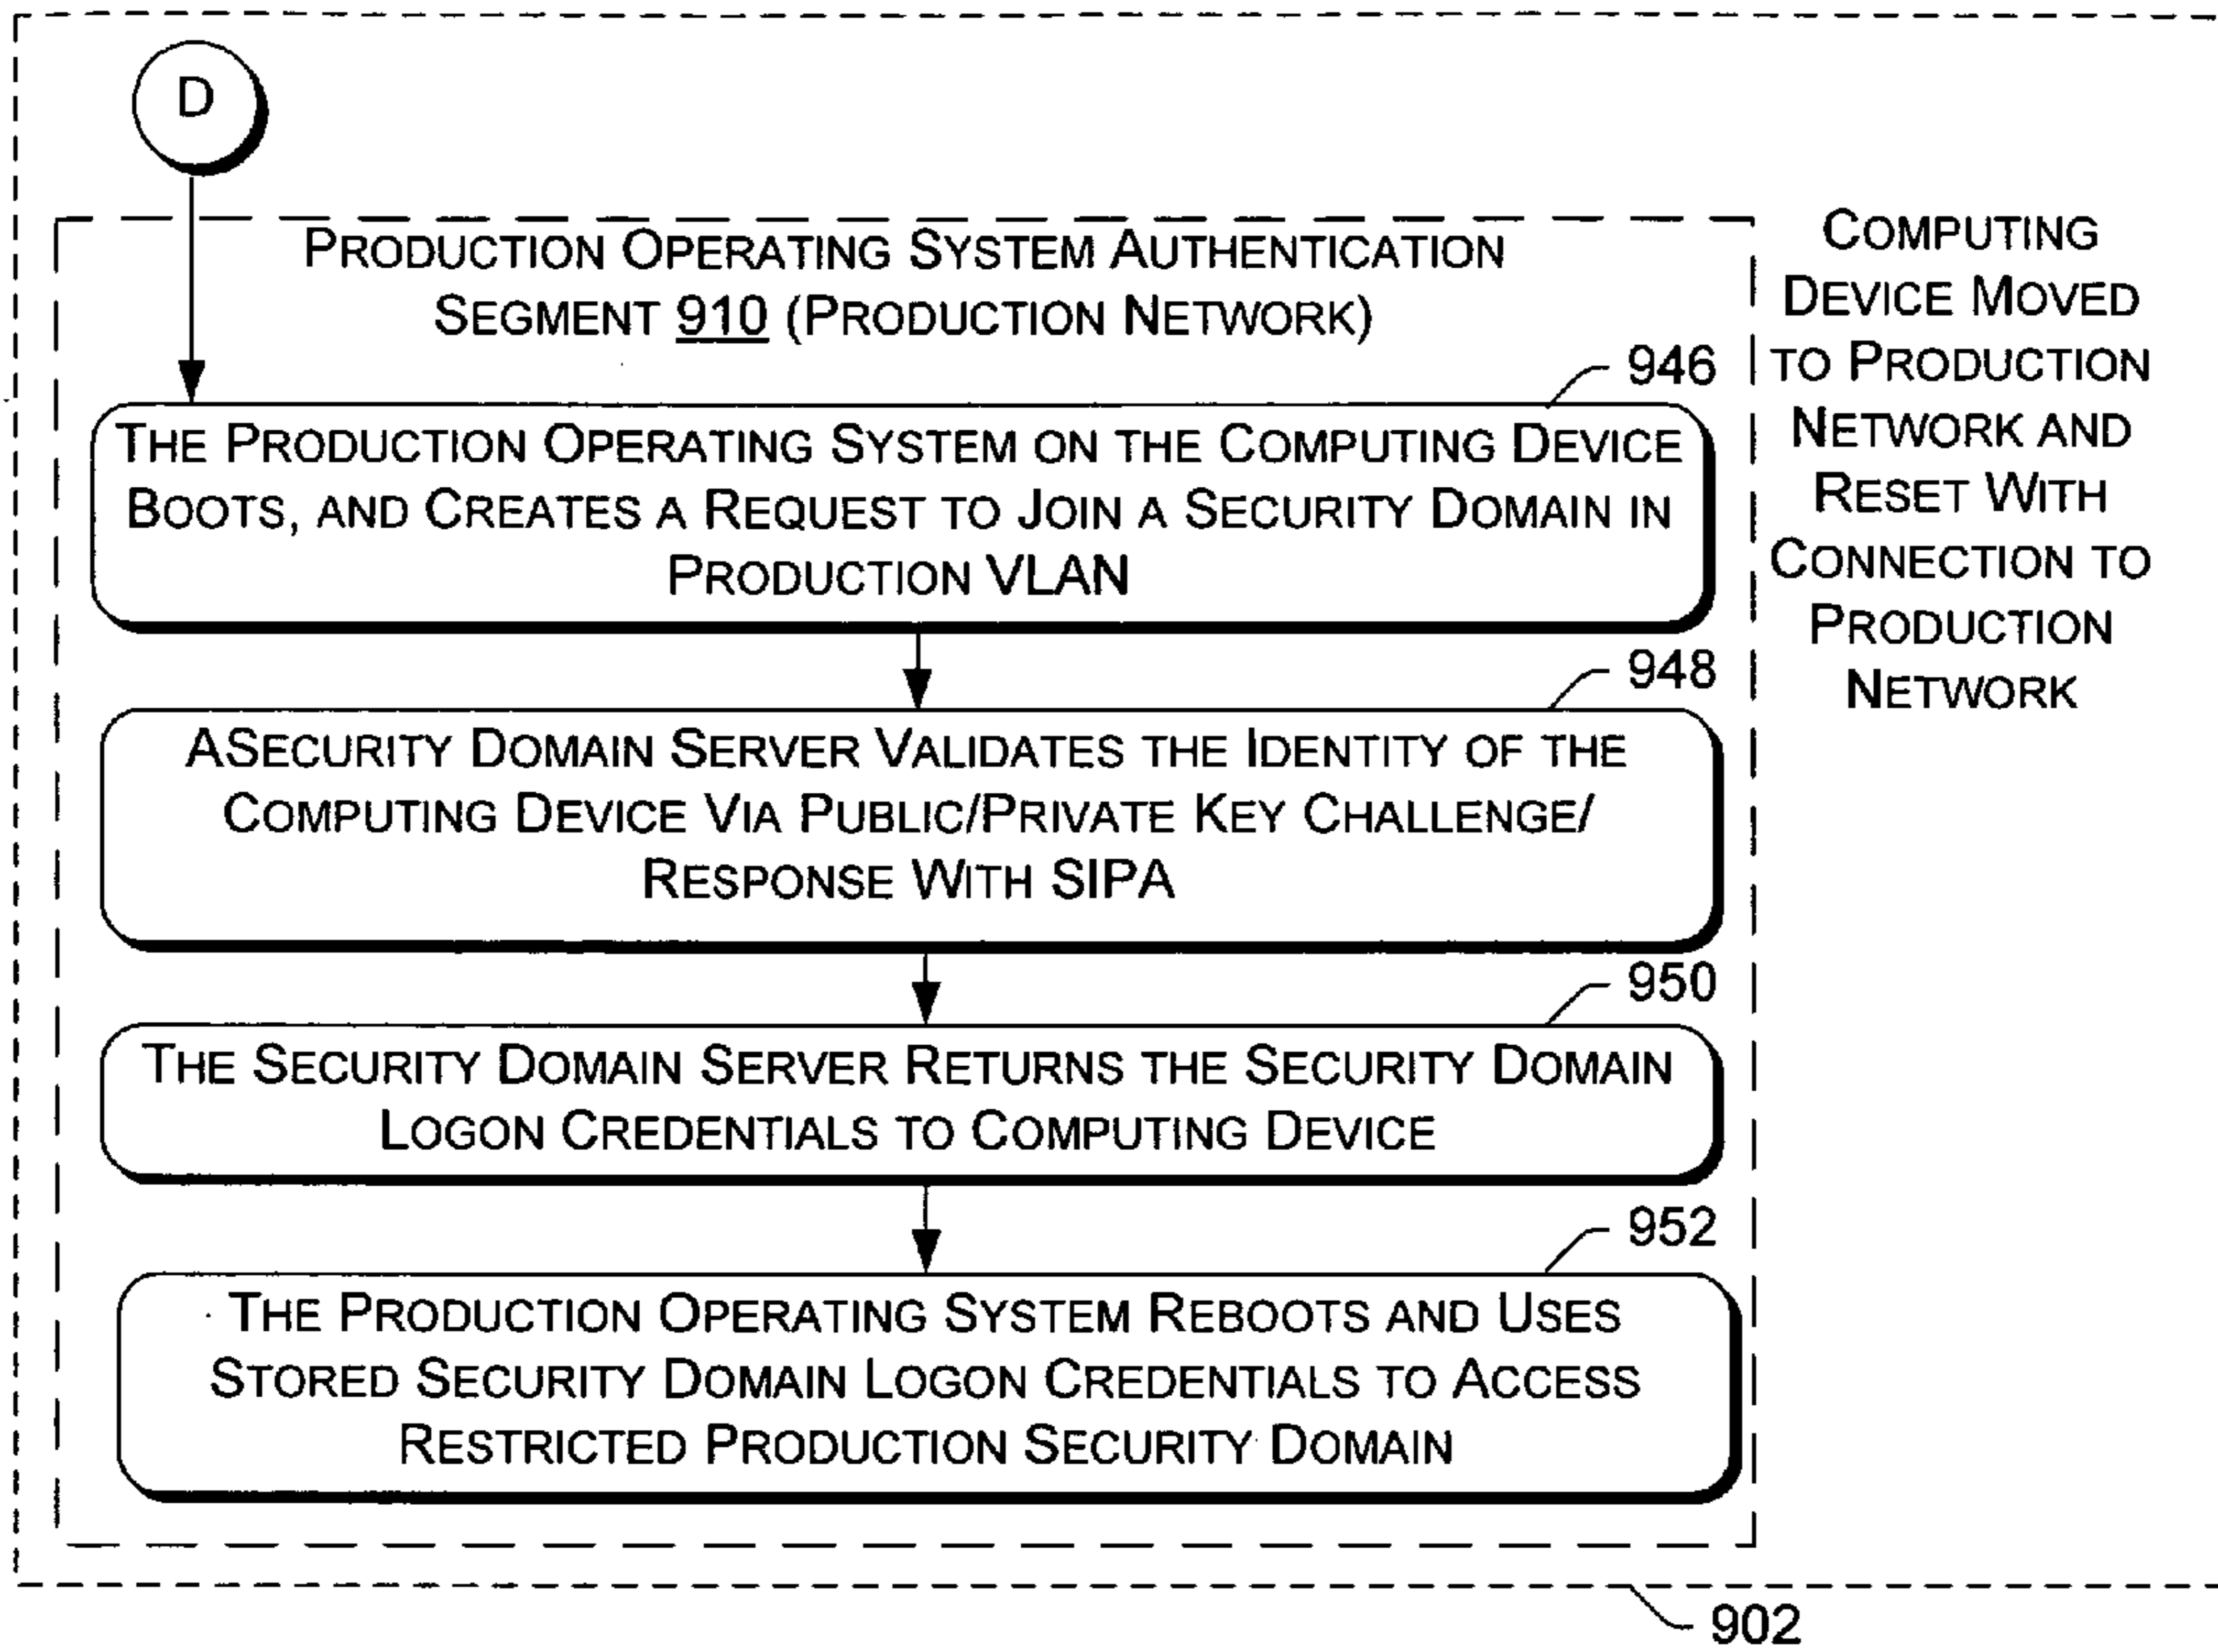 D
PRODUCTION OPERATING SYSTEM AUTHENTICATION
SEGMENT 910 (PRODUCTION NETWORK)
946
THE PRODUCTION OPERATING SYSTEM ON THE COMPUTING DEVICE
BOOTS, AND CREATES A REQUEST TO JOIN A SECURITY DOMAIN IN
PRODUCTION VLAN
948
ASECURITY DOMAIN SERVER VALIDATES THE IDENTITY OF THE
COMPUTING DEVICE VIA PUBLIC/PRIVATE KEY CHALLENGE/
RESPONSE WITH SIPA
950
THE SECURITY DOMAIN SERVER RETURNS THE SECURITY DOMAIN
LOGON CREDENTIALS TO COMPUTING DEVICE
952
THE PRODUCTION OPERATING SYSTEM REBOOTS AND USES
STORED SECURITY DOMAIN LOGON CREDENTIALS TO ACCESS
RESTRICTED PRODUCTION SECURITY DOMAIN
COMPUTING
DEVICE MOVED
TO PRODUCTION
NETWORK AND
RESET WITH
CONNECTION TO
PRODUCTION
NETWORK
902